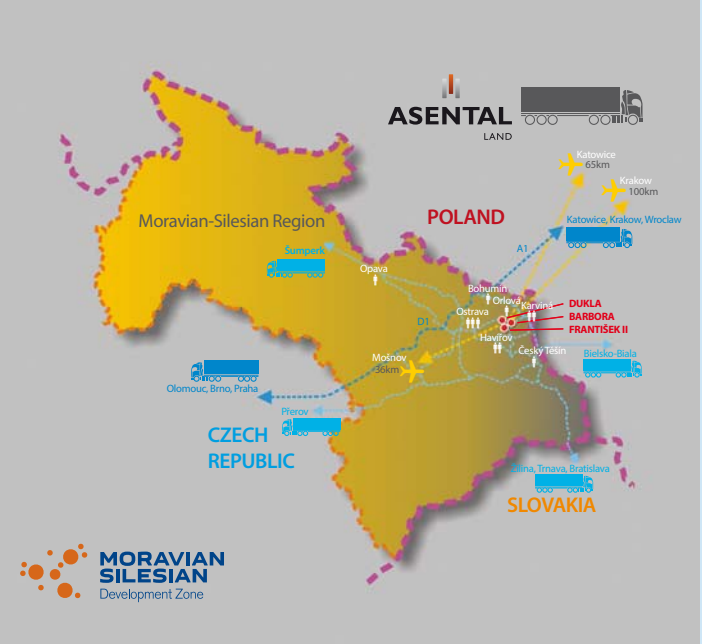 ASENTAL
LAND
Katowice
65km
Krakow
100km
Moravian-Silesian Region
POLAND
Katowice, Krakow, Wroclaw
A1
Šumperk
Opava
Bohumín
Orlová
Karviná
DUKLA
Ostrava
BARBORA
D1
FRANTIŠEK II
Havířov
Český Těšín
Bielsko-Biala
Mošnov
36km
Olomouc, Brno, Praha
Přerov
CZECH
REPUBLIC
Žilina, Trnava, Bratislava
SLOVAKIA
MORAVIAN
SILESIAN
Development Zone